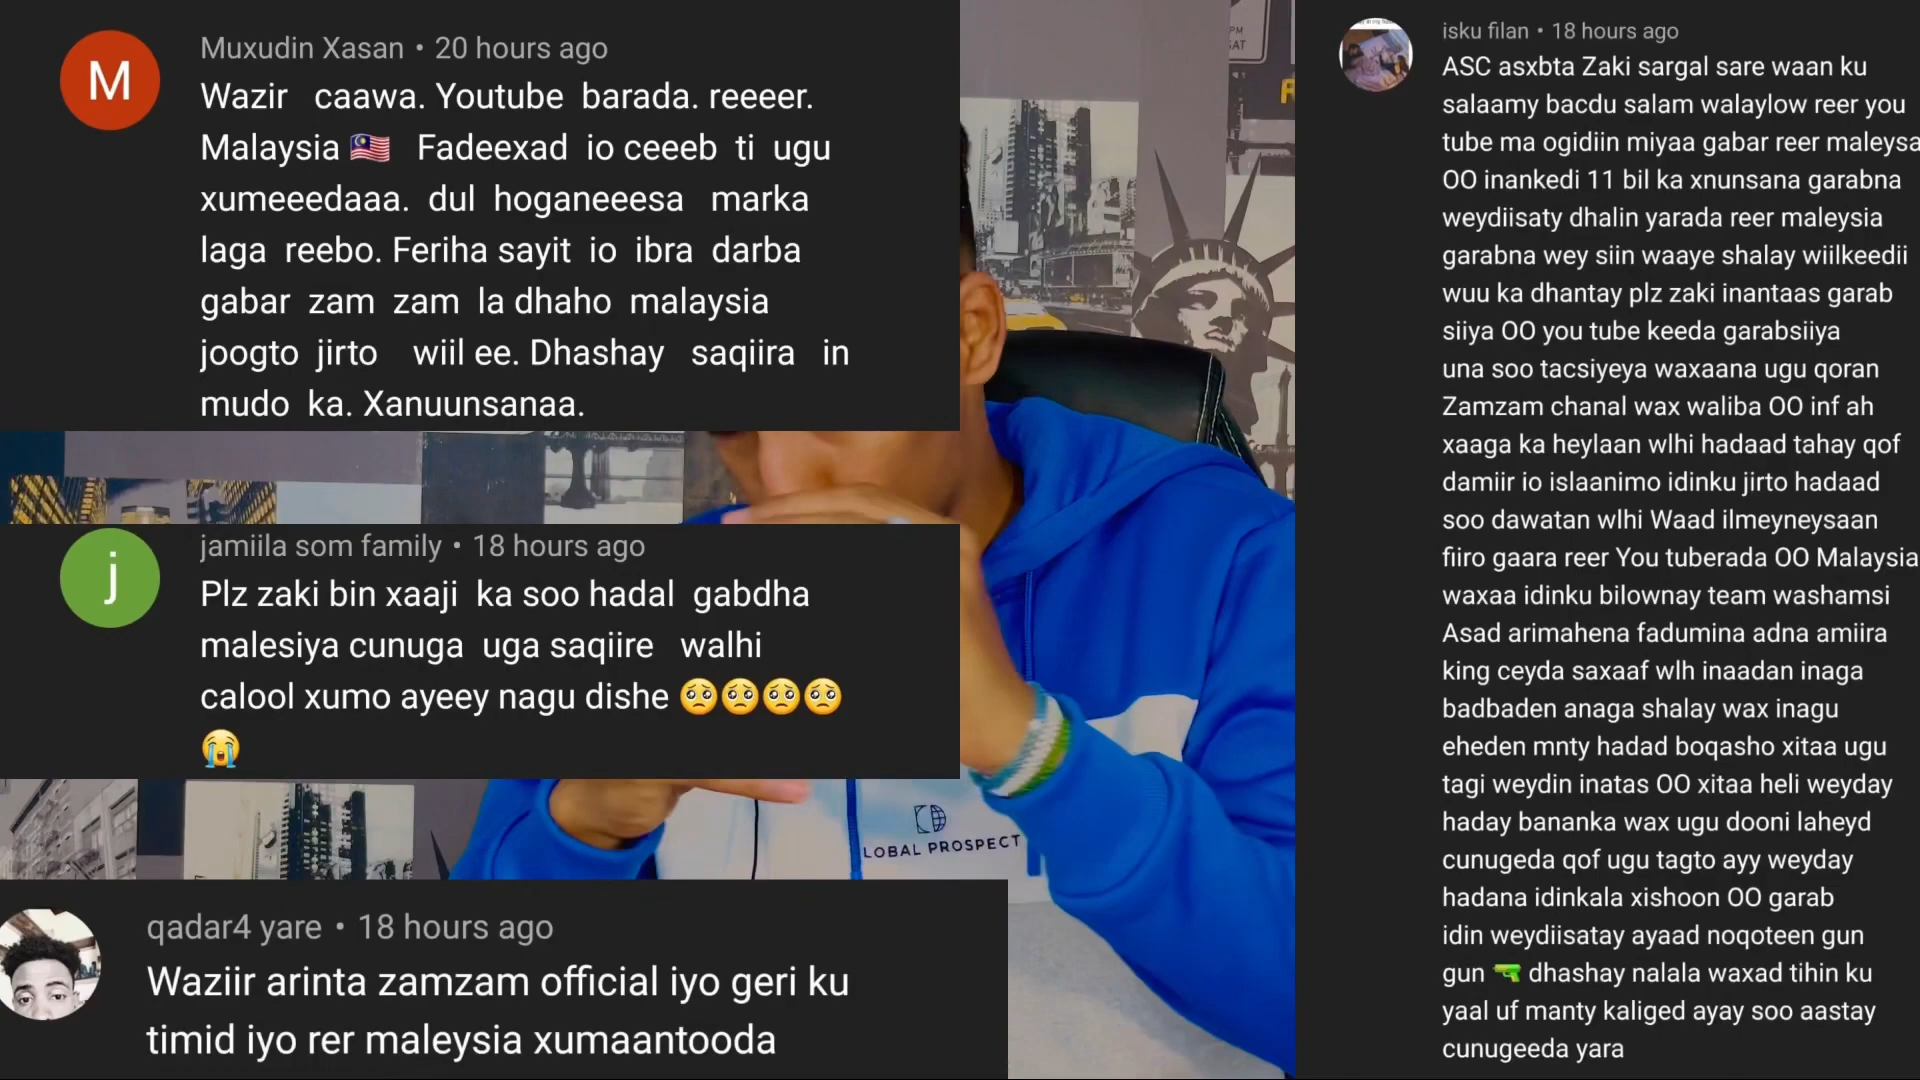 Muxudin Xasan • 20 hours ago
Wazir caawa. Youtube barada. reeeer.
Malaysia 🇲🇾 Fadeexad io ceeeb ti ugu
xumeeedaaa. dul hoganeeesa marka
laga reebo. Feriha sayit io ibra darba
gabar zam zam la dhaho malaysia
joogto jirto wiil ee. Dhashay saqiira in
mudo ka. Xanuunsanaa.
jamiila som family • 18 hours ago
Plz zaki bin xaaji ka soo hadal gabdha
malesiya cunuga uga saqiire walhi
calool xumo ayeey nagu dishe 🥺🥺🥺🥺
😭
qadar4 yare • 18 hours ago
Waziir arinta zamzam official iyo geri ku
timid iyo rer maleysia xumaantooda
LOBAL PROSPECT
isku filan • 18 hours ago
ASC asxbta Zaki sargal sare waan ku
salaamy bacdu salam walaylow reer you
tube ma ogidiin miyaa gabar reer maleysa
OO inankedi 11 bil ka xnunsana garabna
weydiisaty dhalin yarada reer maleysia
garabna wey siin waaye shalay wiilkeedii
wuu ka dhantay plz zaki inantaas garab
siiya OO you tube keeda garabsiiya
una soo tacsiyeya waxaana ugu qoran
Zamzam chanal wax waliba OO inf ah
xaaga ka heylaan wlhi hadaad tahay qof
damiir io islaanimo idinku jirto hadaad
soo dawatan wlhi Waad ilmeyneysaan
fiiro gaara reer You tuberada OO Malaysia
waxaa idinku bilownay team washamsi
Asad arimahena fadumina adna amiira
king ceyda saxaaf wlh inaadan inaga
badbaden anaga shalay wax inagu
eheden mnty hadad boqasho xitaa ugu
tagi weydin inatas OO xitaa heli weyday
haday bananka wax ugu dooni laheyd
cunugeda qof ugu tagto ayy weyday
hadana idinkala xishoon OO garab
idin weydiisatay ayaad noqoteen gun
gun 🔫 dhashay nalala waxad tihin ku
yaal uf manty kaliged ayay soo aastay
cunugeeda yara